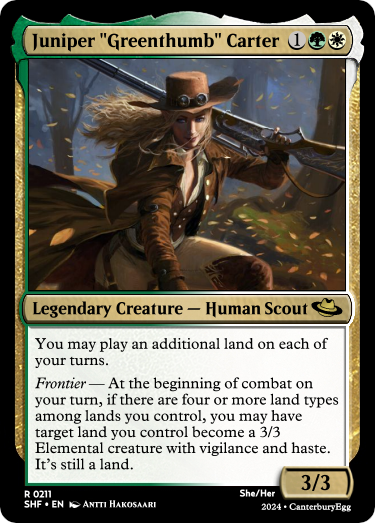 Juniper "Greenthumb" Carter 1
Legendary Creature — Human Scout
You may play an additional land on each of
your turns.
Frontier — At the beginning of combat on
your turn, if there are four or more land types
among lands you control, you may have
target land you control become a 3/3
Elemental creature with vigilance and haste.
It's still a land.
3/3
R 0211
SHF • EN Antti Hakosaari
She/Her
2024 • CanterburyEgg